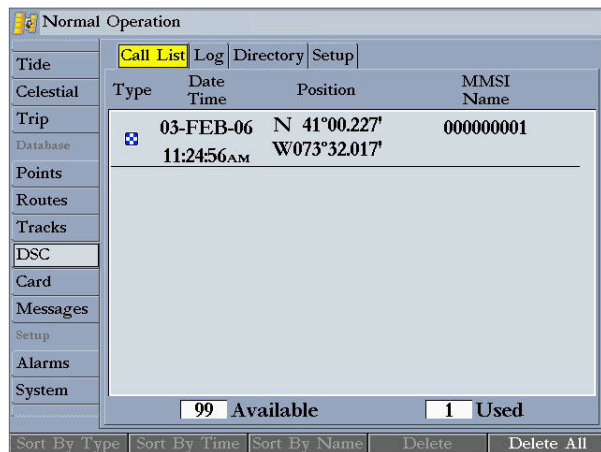 Normal Operation
Tide
Celestial
Trip
Database
Points
Routes
Tracks
DSC
Card
Messages
Setup
Alarms
System
Call List Log Directory Setup
Type Date Time Position MMSI Name
03-FEB-06 N 41°00.227' 000000001
11:24:56AM W073°32.017'
99 Available 1 Used
Sort By Type Sort By Time Sort By Name Delete Delete All